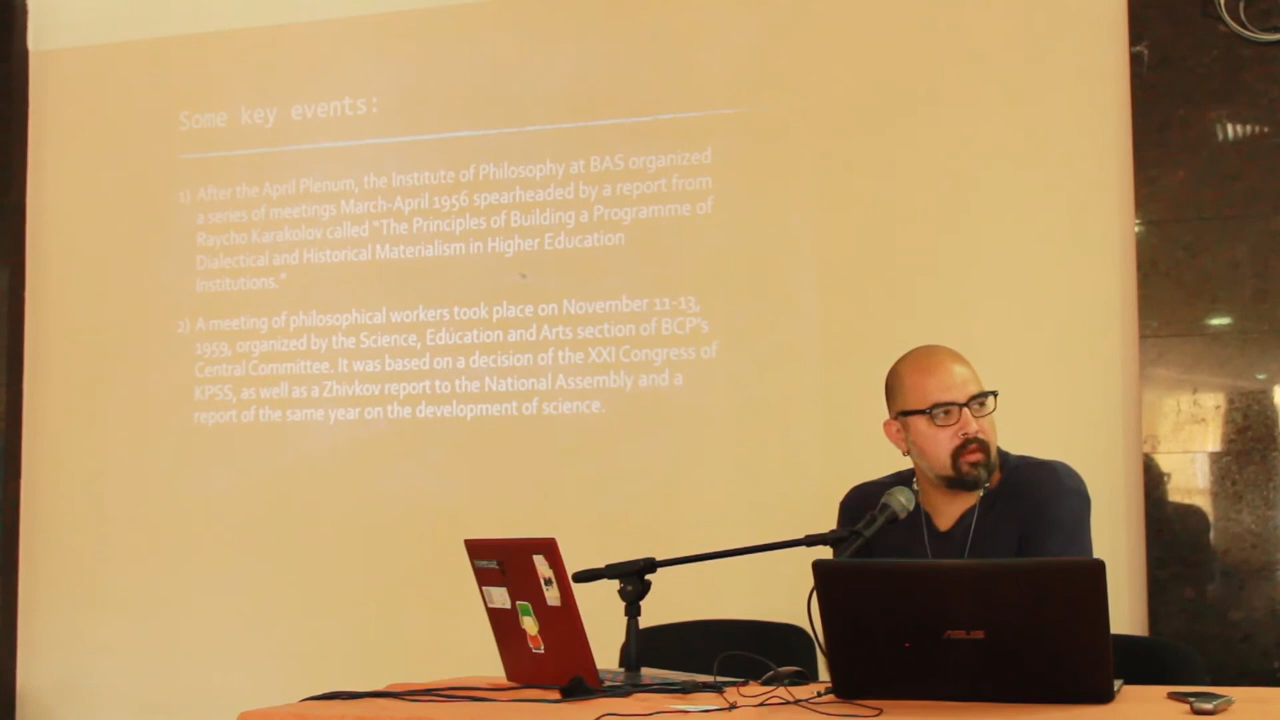 Some key events:
1) After the April Plenum, the Institute of Philosophy at BAS organized
a series of meetings March-April 1956 spearheaded by a report from
Raycho Karakolov called "The Principles of Building a Programme of
Dialectical and Historical Materialism in Higher Education
Institutions."
2) A meeting of philosophical workers took place on November 11-13,
1959, organized by the Science, Education and Arts section of BCP's
Central Committee. It was based on a decision of the XXI Congress of
KPSS, as well as a Zhivkov report to the National Assembly and a
report of the same year on the development of science.
ASUS